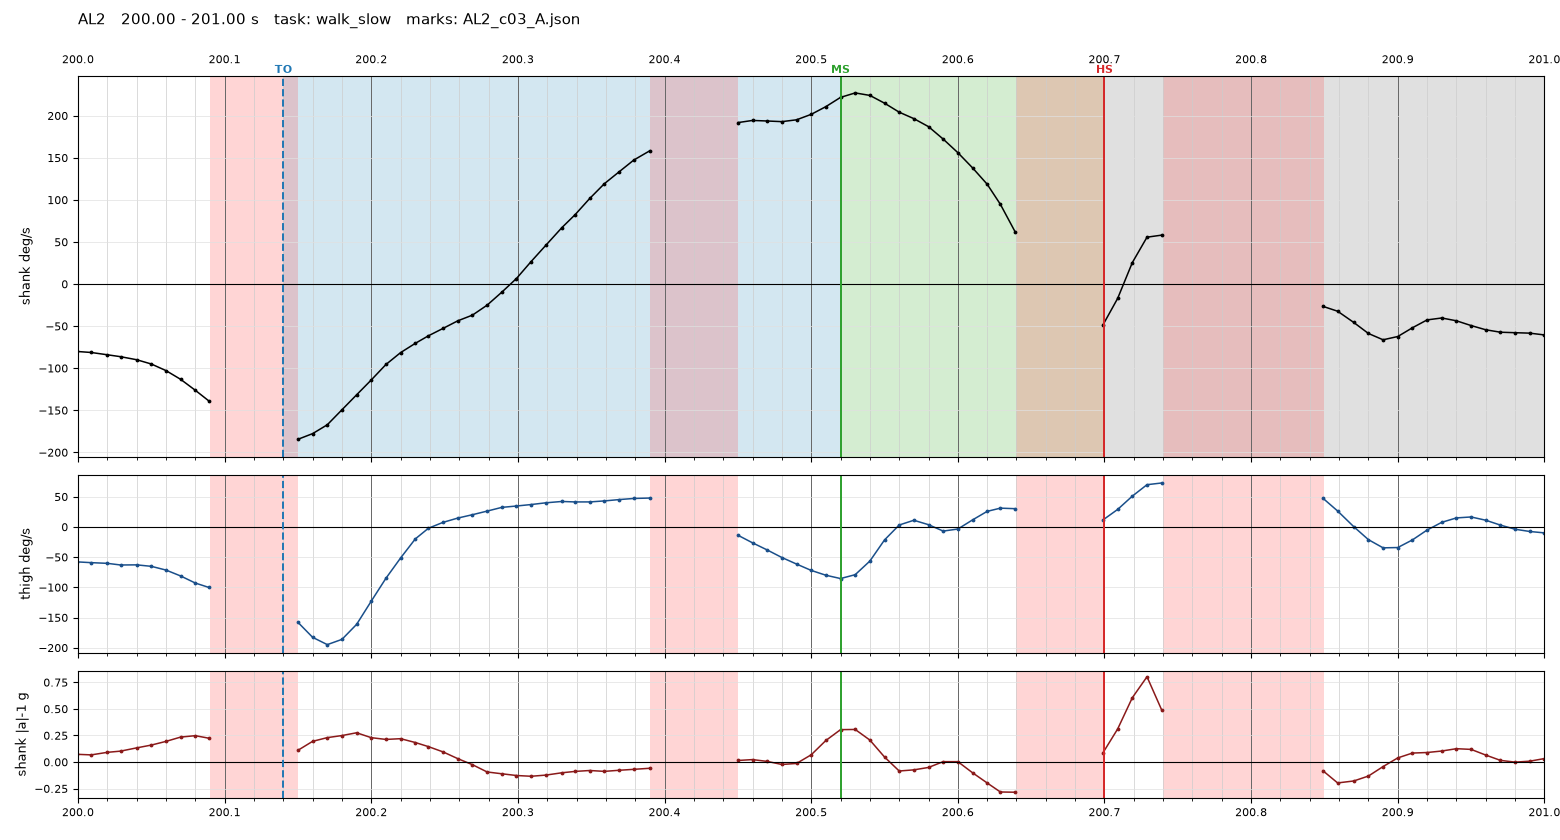 AL2 200.00 - 201.00 s task: walk_slow marks: AL2_c03_A.json
200.0 200.1 200.2 200.3 200.4 200.5 200.6 200.7 200.8 200.9 201.0
TO MS HS
shank deg/s
200
150
100
50
0
−50
−100
−150
−200
thigh deg/s
50
0
−50
−100
−150
−200
shank |a|-1 g
0.75
0.50
0.25
0.00
−0.25
200.0 200.1 200.2 200.3 200.4 200.5 200.6 200.7 200.8 200.9 201.0